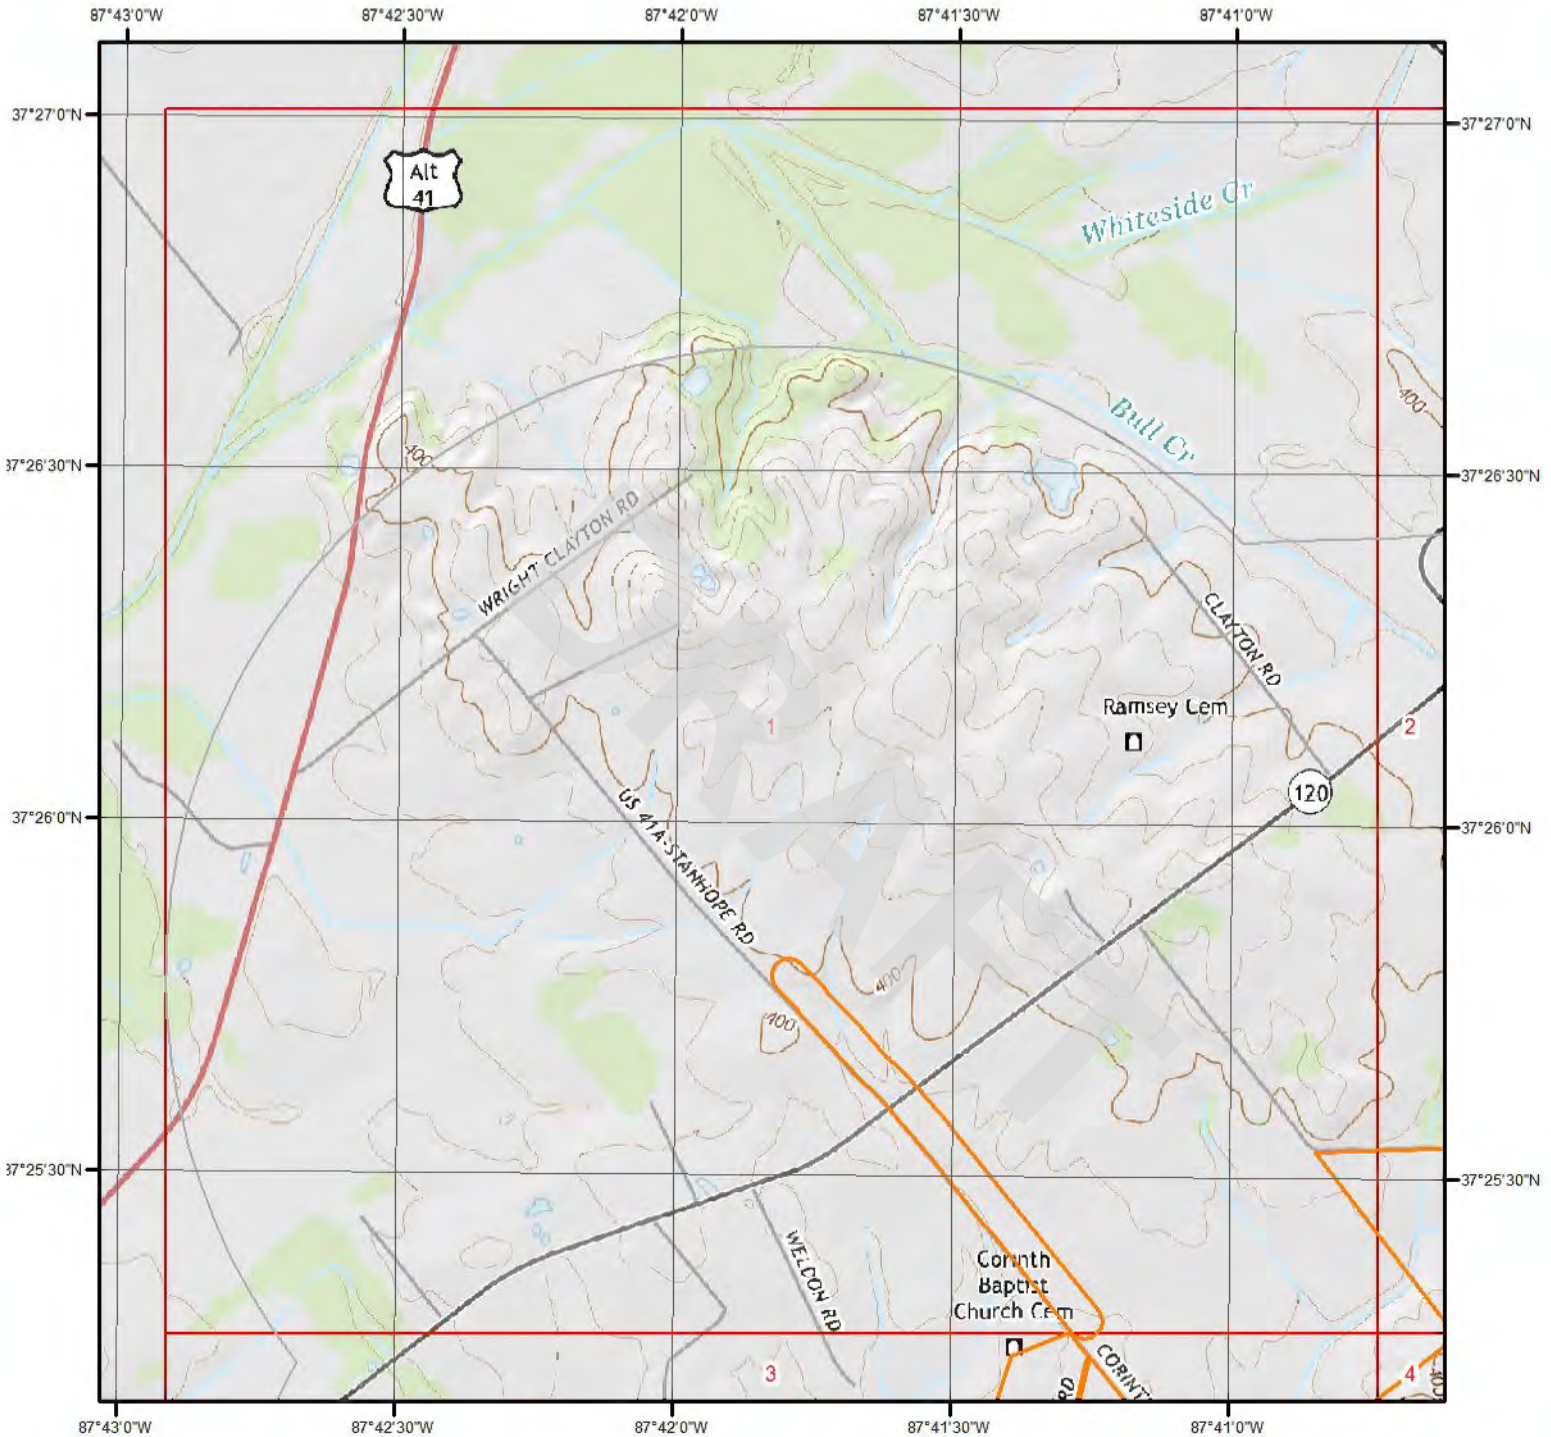 87°43'0"W
87°42'30"W
87°42'0"W
87°41'30"W
87°41'0"W
37°27'0"N
37°27'0"N
Alt
41
Whiteside Cr
400
Bull Cr
400
37°26'30"N
37°26'30"N
WRIGHT CLAYTON RD
CLAYTON RD
Ramsey Cem
1
2
120
US 41A-STANHOPE RD
37°26'0"N
37°26'0"N
400
400
DRAFT
37°25'30"N
37°25'30"N
WELDON RD
Corinth
Baptist
Church Cem
3
CORINT
RD
4
400
87°43'0"W
87°42'30"W
87°42'0"W
87°41'30"W
87°41'0"W